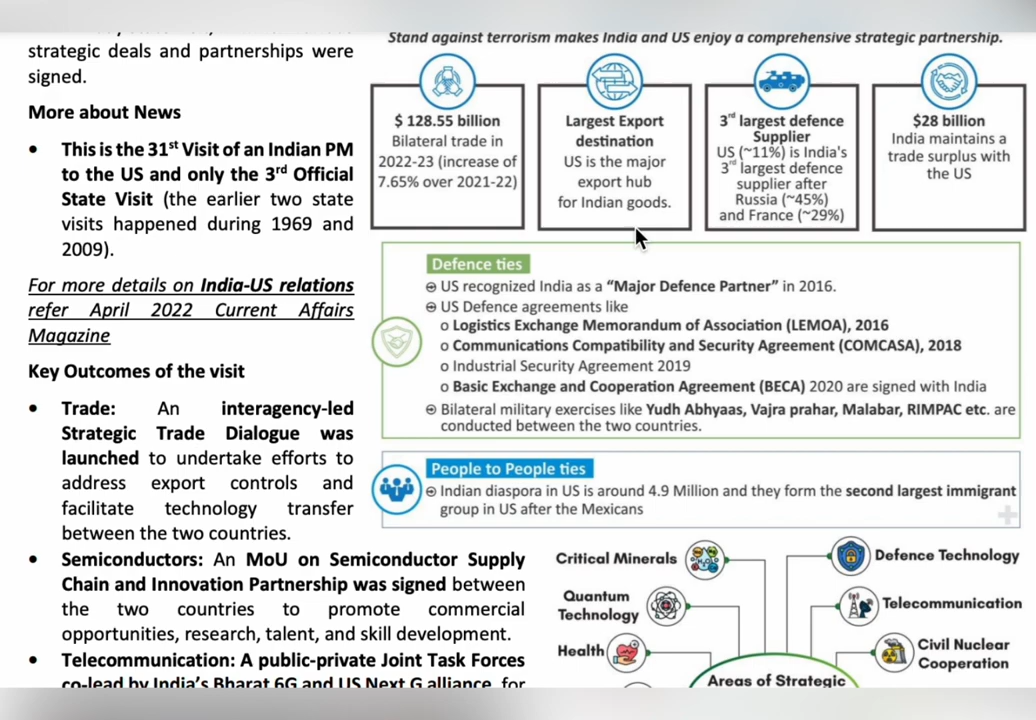 strategic deals and partnerships were
signed.
More about News
• This is the 31st Visit of an Indian PM
to the US and only the 3rd Official
State Visit (the earlier two state
visits happened during 1969 and
2009).
For more details on India-US relations
refer April 2022 Current Affairs
Magazine
Key Outcomes of the visit
• Trade: An interagency-led
Strategic Trade Dialogue was
launched to undertake efforts to
address export controls and
facilitate technology transfer
between the two countries.
• Semiconductors: An MoU on Semiconductor Supply
Chain and Innovation Partnership was signed between
the two countries to promote commercial
opportunities, research, talent, and skill development.
• Telecommunication: A public-private Joint Task Forces
co-lead by India's Bharat 6G and US Next G alliance, for
Stand against terrorism makes India and US enjoy a comprehensive strategic partnership.
$ 128.55 billion
Bilateral trade in
2022-23 (increase of
7.65% over 2021-22)
Largest Export
destination
US is the major
export hub
for Indian goods.
3rd largest defence
Supplier
US (~11%) is India's
3rd largest defence
supplier after
Russia (~45%)
and France (~29%)
$28 billion
India maintains a
trade surplus with
the US
Defence ties
US recognized India as a "Major Defence Partner" in 2016.
US Defence agreements like
o Logistics Exchange Memorandum of Association (LEMOA), 2016
o Communications Compatibility and Security Agreement (COMCASA), 2018
o Industrial Security Agreement 2019
o Basic Exchange and Cooperation Agreement (BECA) 2020 are signed with India
Bilateral military exercises like Yudh Abhyaas, Vajra prahar, Malabar, RIMPAC etc. are
conducted between the two countries.
People to People ties
Indian diaspora in US is around 4.9 Million and they form the second largest immigrant
group in US after the Mexicans
Critical Minerals
Defence Technology
Quantum
Technology
Telecommunication
Health
Civil Nuclear
Cooperation
Areas of Strategic